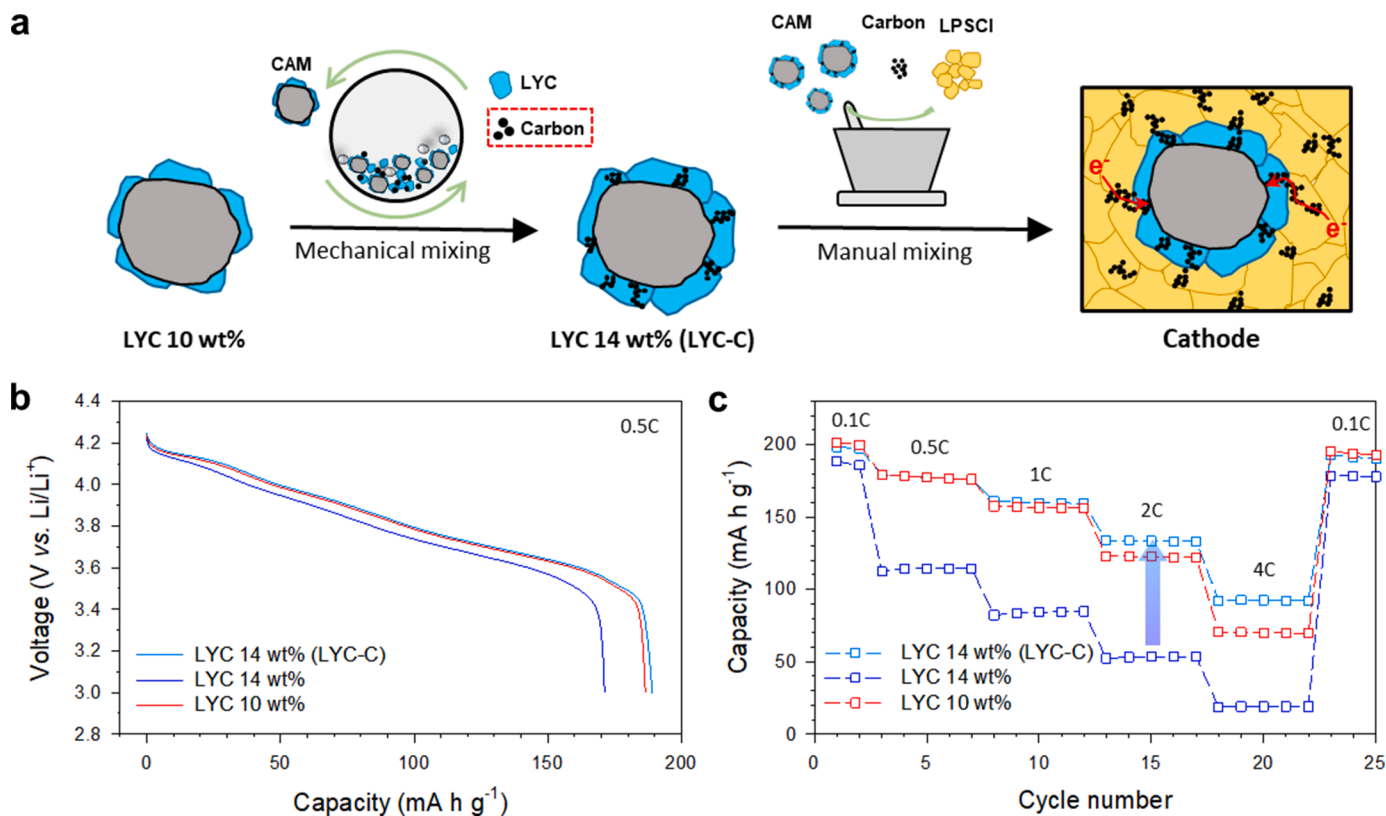 a
CAM
LYC
Carbon
Mechanical mixing
LYC 10 wt%
LYC 14 wt% (LYC-C)
CAM
Carbon
LPSCl
Manual mixing
e-
e-
Cathode
b
4.4
4.2
4.0
3.8
3.6
3.4
3.2
3.0
2.8
Voltage (V vs. Li/Li+)
0.5C
LYC 14 wt% (LYC-C)
LYC 14 wt%
LYC 10 wt%
0
50
100
150
200
Capacity (mA h g-1)
c
200
150
100
50
0
Capacity (mA h g-1)
0.1C
0.5C
1C
2C
4C
0.1C
LYC 14 wt% (LYC-C)
LYC 14 wt%
LYC 10 wt%
0
5
10
15
20
25
Cycle number